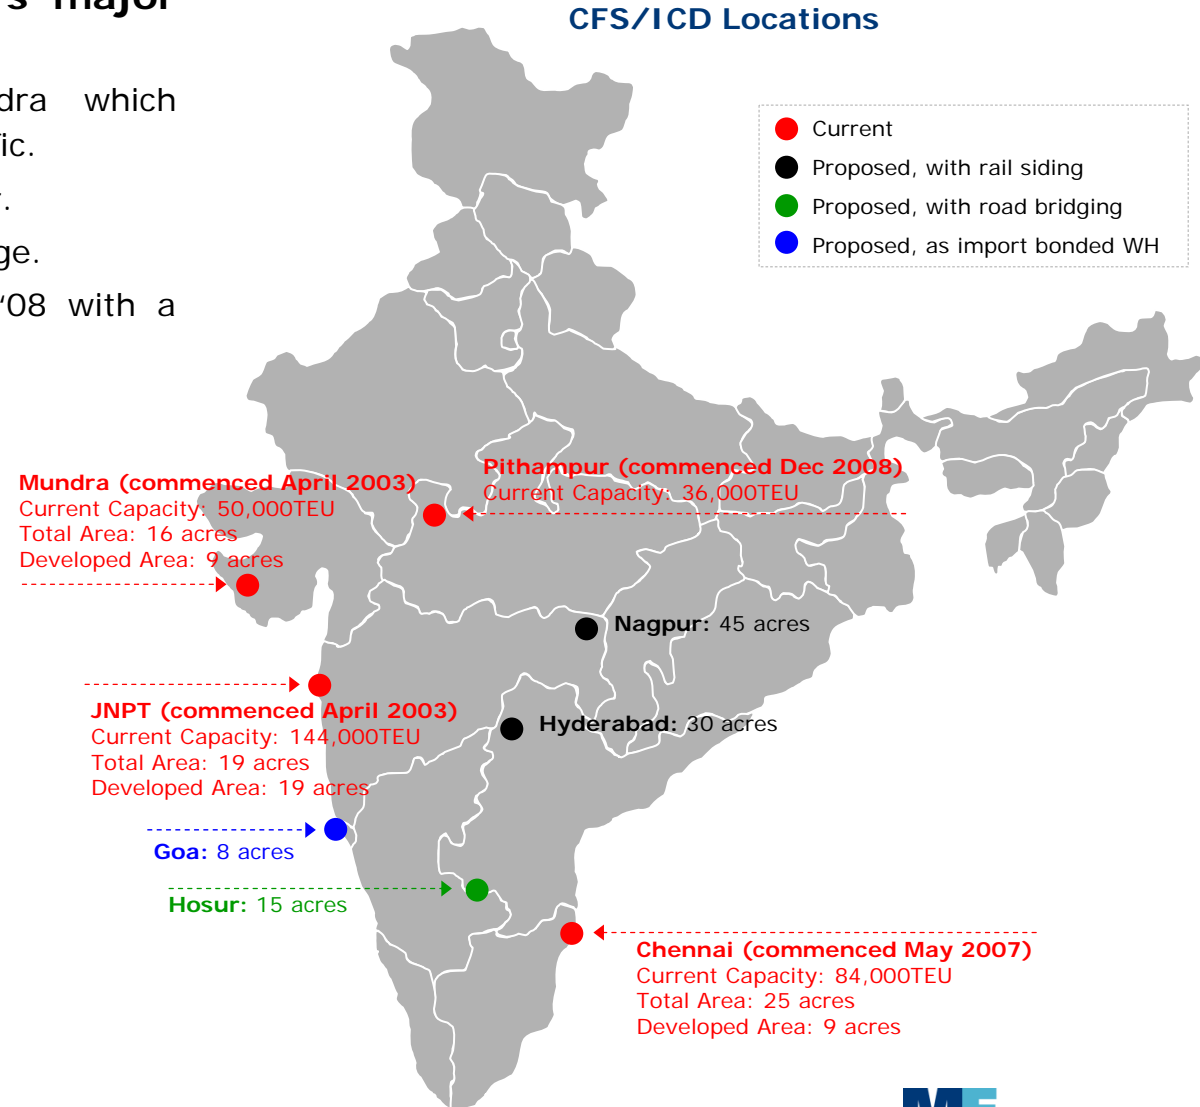 s major
dra which
fic.
.
ge.
'08 with a
CFS/ICD Locations
Current
Proposed, with rail siding
Proposed, with road bridging
Proposed, as import bonded WH
Mundra (commenced April 2003)
Current Capacity: 50,000TEU
Total Area: 16 acres
Developed Area: 9 acres
Pithampur (commenced Dec 2008)
Current Capacity: 36,000TEU
Nagpur: 45 acres
JNPT (commenced April 2003)
Current Capacity: 144,000TEU
Total Area: 19 acres
Developed Area: 19 acres
Hyderabad: 30 acres
Goa: 8 acres
Hosur: 15 acres
Chennai (commenced May 2007)
Current Capacity: 84,000TEU
Total Area: 25 acres
Developed Area: 9 acres